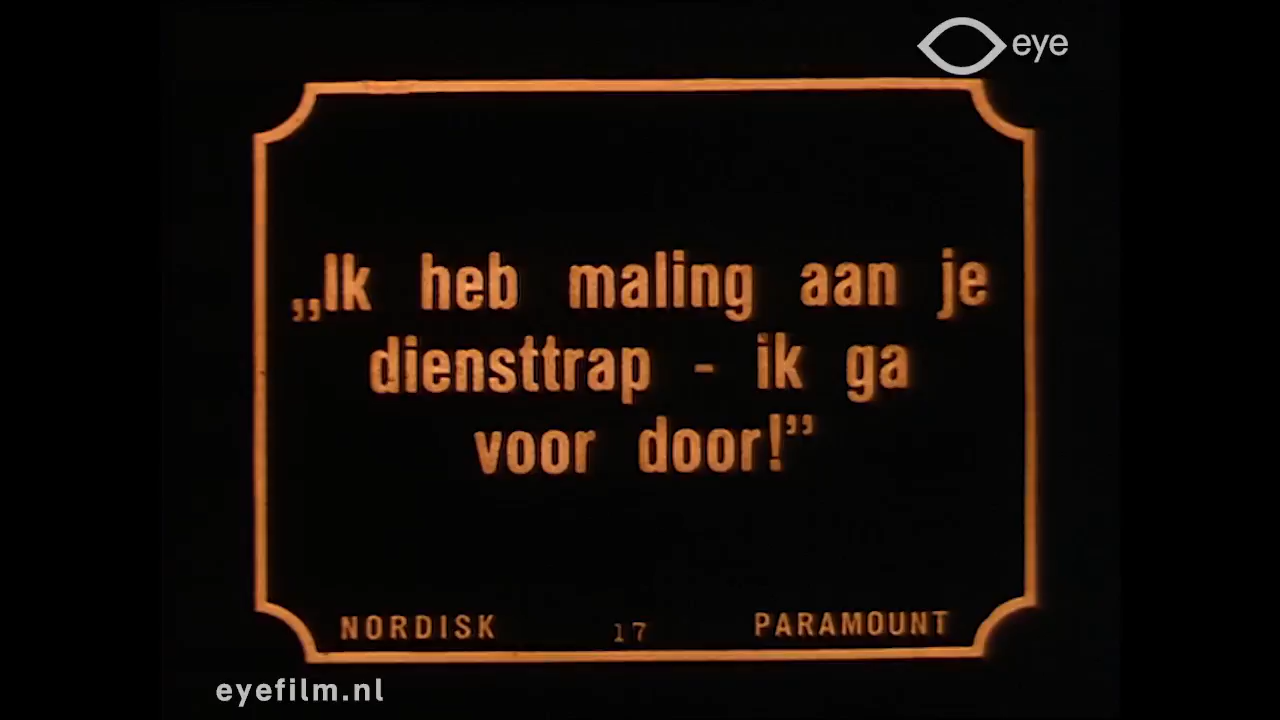 eye
„Ik heb maling aan je
diensttrap - ik ga
voor door!”
NORDISK 17 PARAMOUNT
eyefilm.nl